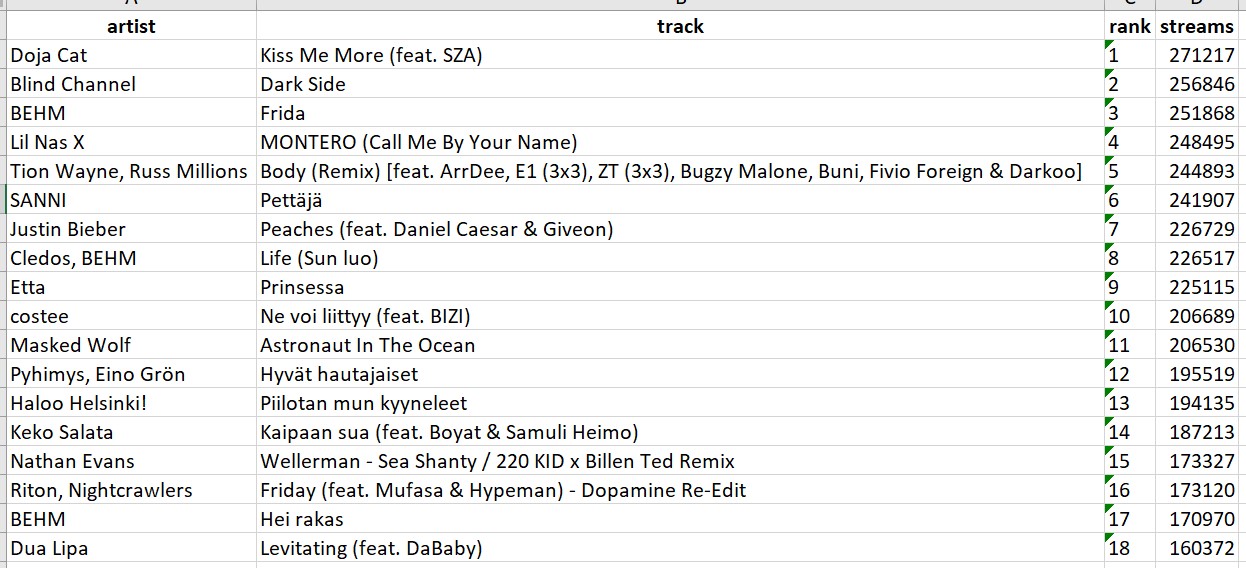 artist track rank streams
Doja Cat Kiss Me More (feat. SZA) 1 271217
Blind Channel Dark Side 2 256846
BEHM Frida 3 251868
Lil Nas X MONTERO (Call Me By Your Name) 4 248495
Tion Wayne, Russ Millions Body (Remix) [feat. ArrDee, E1 (3x3), ZT (3x3), Bugzy Malone, Buni, Fivio Foreign & Darkoo] 5 244893
SANNI Pettäjä 6 241907
Justin Bieber Peaches (feat. Daniel Caesar & Giveon) 7 226729
Cledos, BEHM Life (Sun luo) 8 226517
Etta Prinsessa 9 225115
costee Ne voi liittyy (feat. BIZI) 10 206689
Masked Wolf Astronaut In The Ocean 11 206530
Pyhimys, Eino Grön Hyvät hautajaiset 12 195519
Haloo Helsinki! Piilotan mun kyyneleet 13 194135
Keko Salata Kaipaan sua (feat. Boyat & Samuli Heimo) 14 187213
Nathan Evans Wellerman - Sea Shanty / 220 KID x Billen Ted Remix 15 173327
Riton, Nightcrawlers Friday (feat. Mufasa & Hypeman) - Dopamine Re-Edit 16 173120
BEHM Hei rakas 17 170970
Dua Lipa Levitating (feat. DaBaby) 18 160372